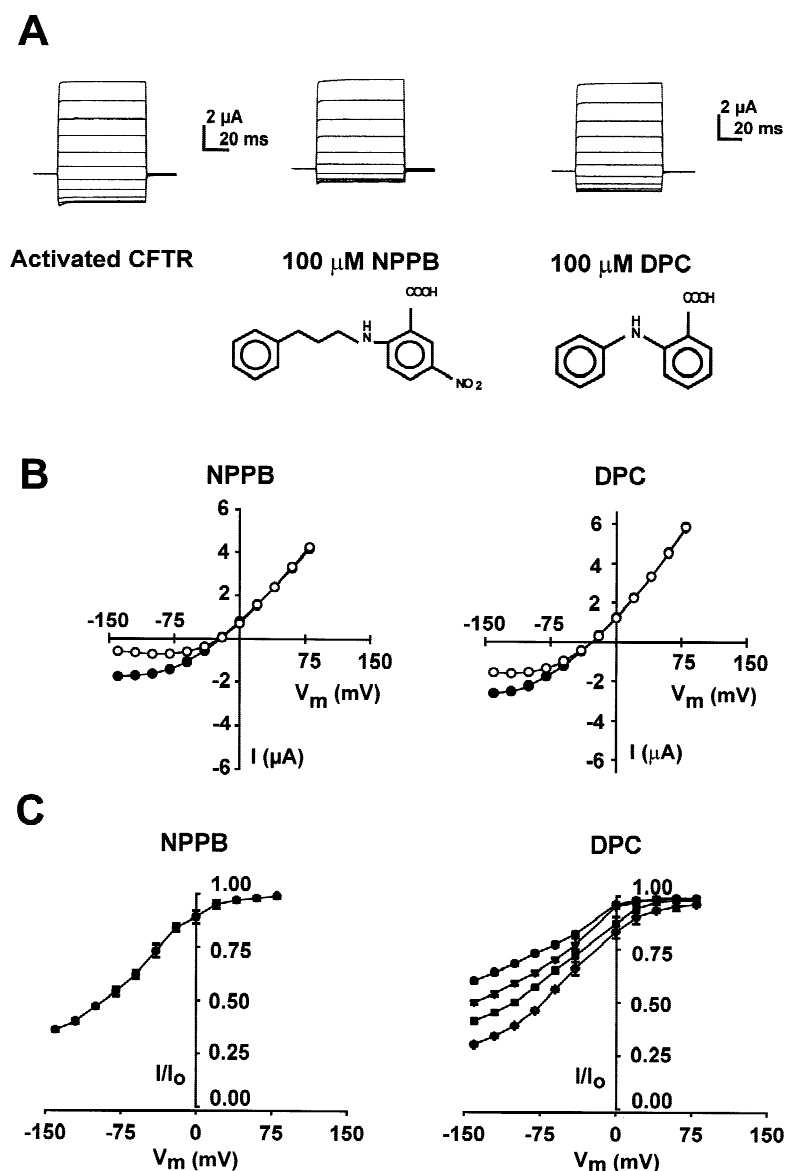 A
2 µA
20 ms
2 µA
20 ms
Activated CFTR
100 µM NPPB
100 µM DPC
COOH
H
N
NO2
COOH
H
N
B
NPPB
DPC
6
4
2
-150
-75
75
150
-2
-4
-6
Vm (mV)
I (µA)
6
4
2
-150
-75
75
150
-2
-4
-6
Vm (mV)
I (µA)
C
NPPB
DPC
1.00
0.75
0.50
0.25
0.00
I/Io
-150
-75
0
75
150
Vm (mV)
1.00
0.75
0.50
0.25
0.00
I/Io
-150
-75
0
75
150
Vm (mV)